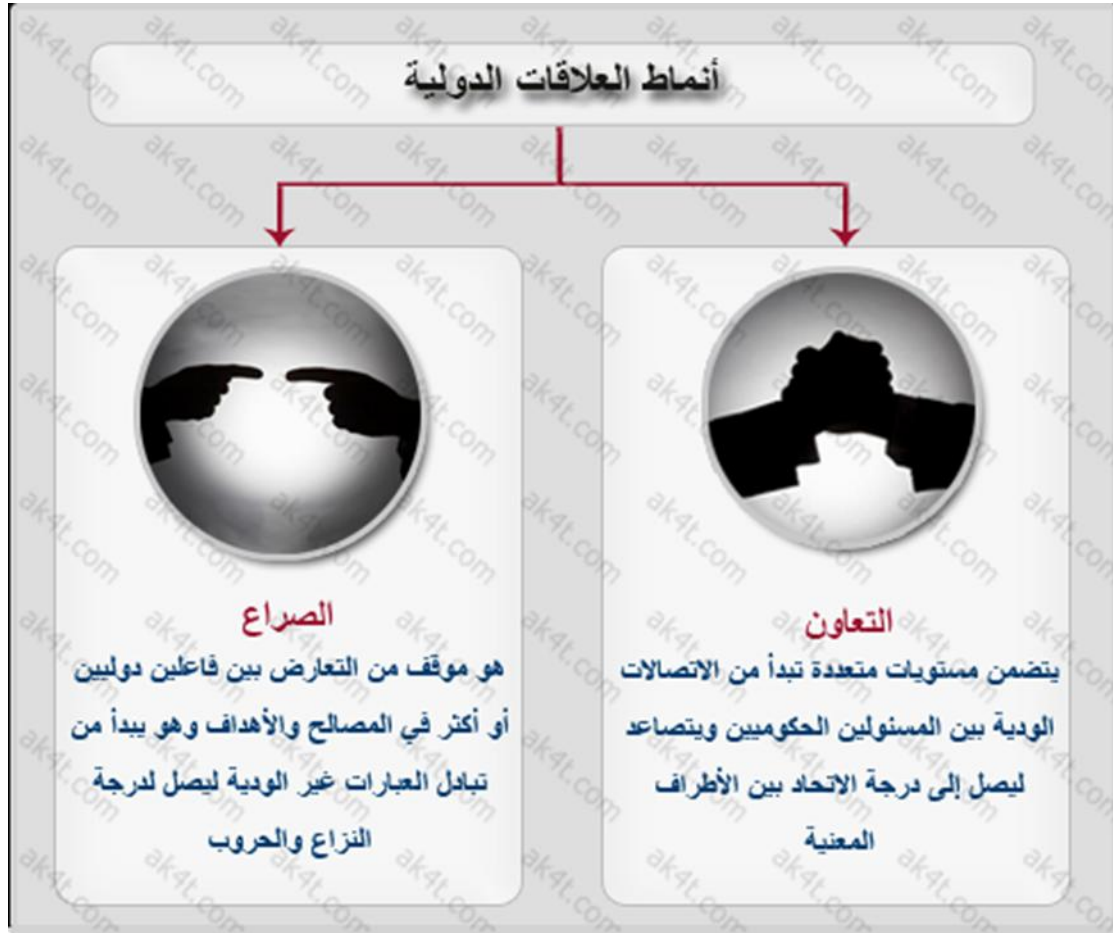 أنماط العلاقات الدولية
التعاون
يتضمن مستويات متعددة تبدأ من الاتصالات
الودية بين المسئولين الحكوميين ويتصاعد
ليصل إلى درجة الاتحاد بين الأطراف
المعنية
الصراع
هو موقف من التعارض بين فاعلين دوليين
أو أكثر في المصالح والأهداف وهو يبدأ من
تبادل العبارات غير الودية ليصل لدرجة
النزاع والحروب
ak4t.com